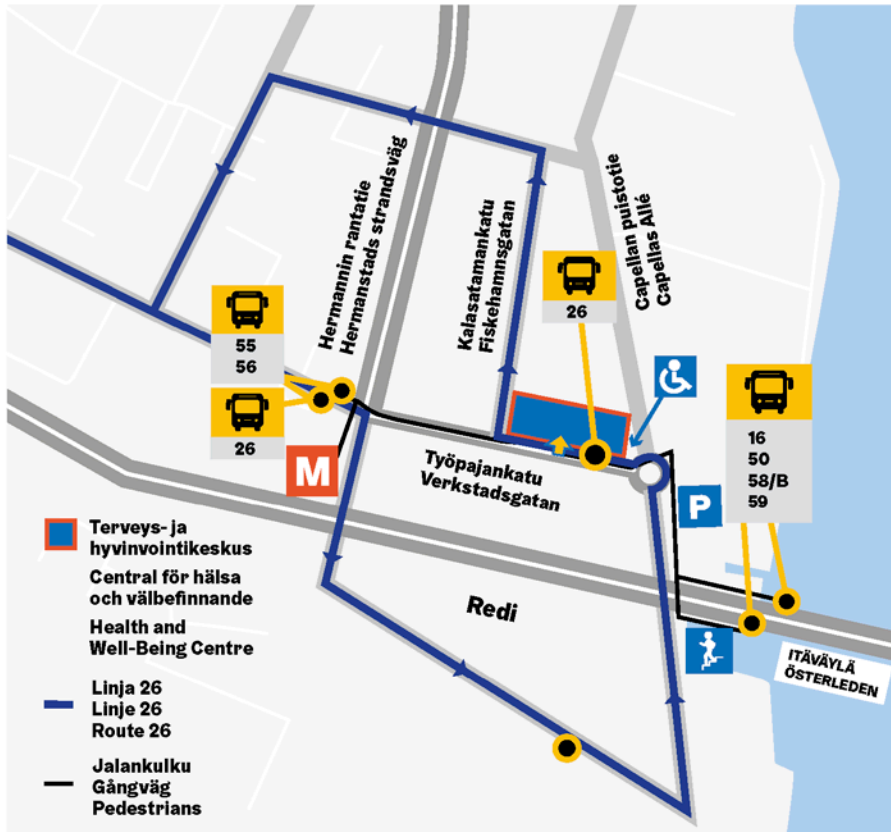 Hermannin rantatie
Hermanstads strandsväg
Kalasatamankatu
Fiskehamnsgatan
Capellan puistotie
Capellas Allé
26
55
56
26
16
50
58/B
59
M
Työpajankatu
Verkstadsgatan
P
Redi
ITÄVÄYLÄ
ÖSTERLEDEN
Terveys- ja
hyvinvointikeskus
Central för hälsa
och välbefinnande
Health and
Well-Being Centre
Linja 26
Linje 26
Route 26
Jalankulku
Gångväg
Pedestrians